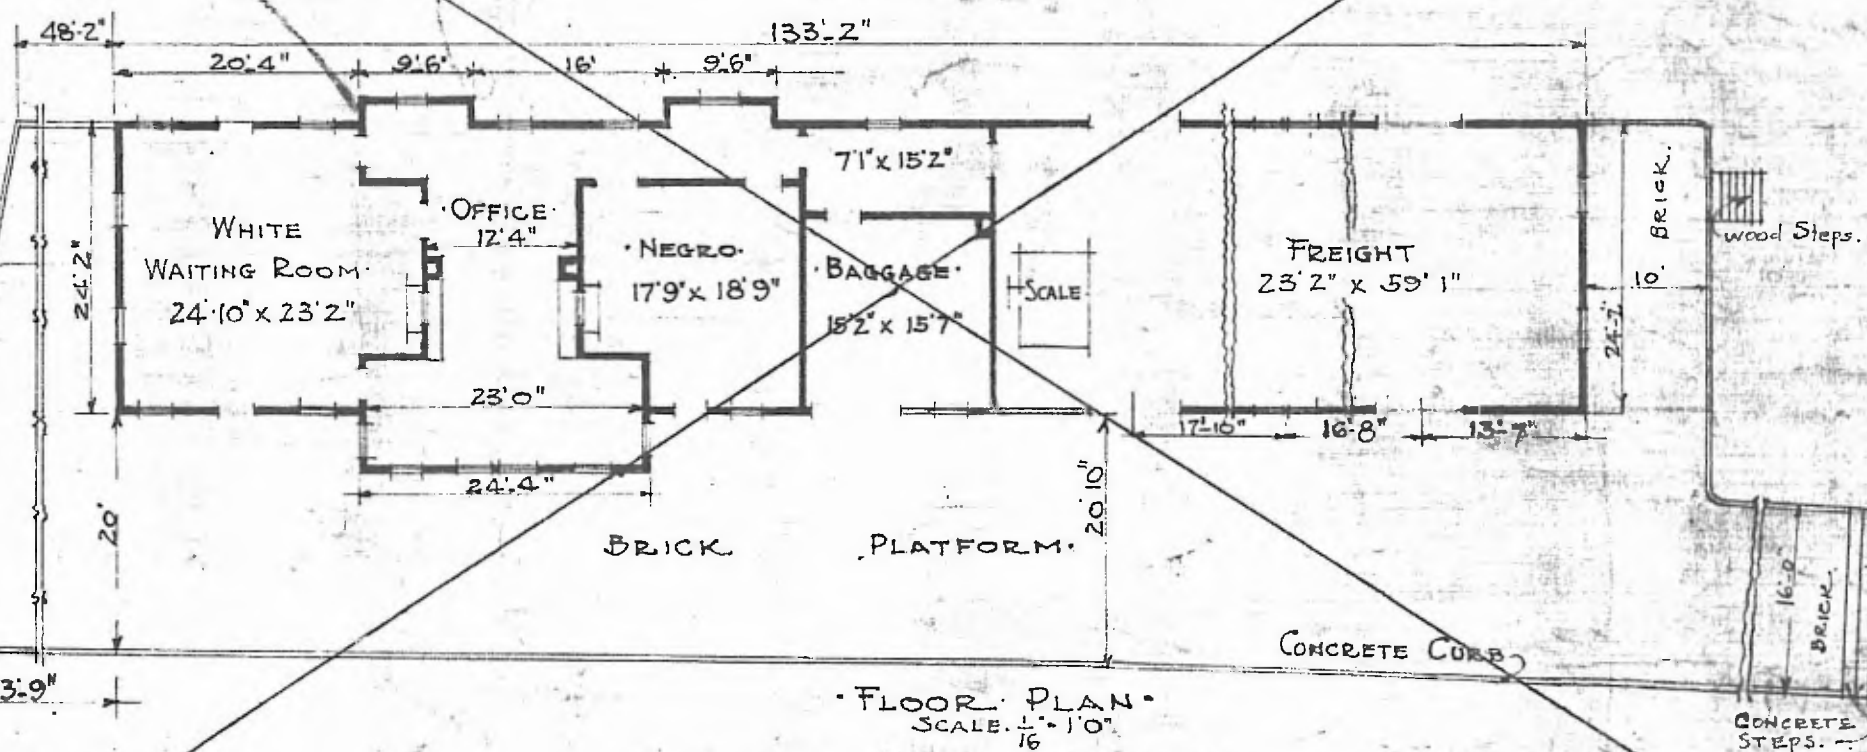 48'-2"
133'-2"
20'-4"
9'6"
16'
9'6"
7'1" x 15'2"
WHITE
WAITING ROOM
24'-10" x 23'2"
24'-2"
OFFICE
12'4"
NEGRO
17'9" x 18'9"
BAGGAGE
15'2" x 15'7"
SCALE
FREIGHT
23'2" x 59'1"
BRICK.
10'
24'-2"
Wood Steps.
23'0"
24'-4"
17'-10"
16'-8"
13'-7"
20'
20'10"
BRICK PLATFORM.
16'-0"
BRICK.
CONCRETE CURB
3'-9"
FLOOR PLAN
SCALE. 1/16" = 1'0"
CONCRETE
STEPS.